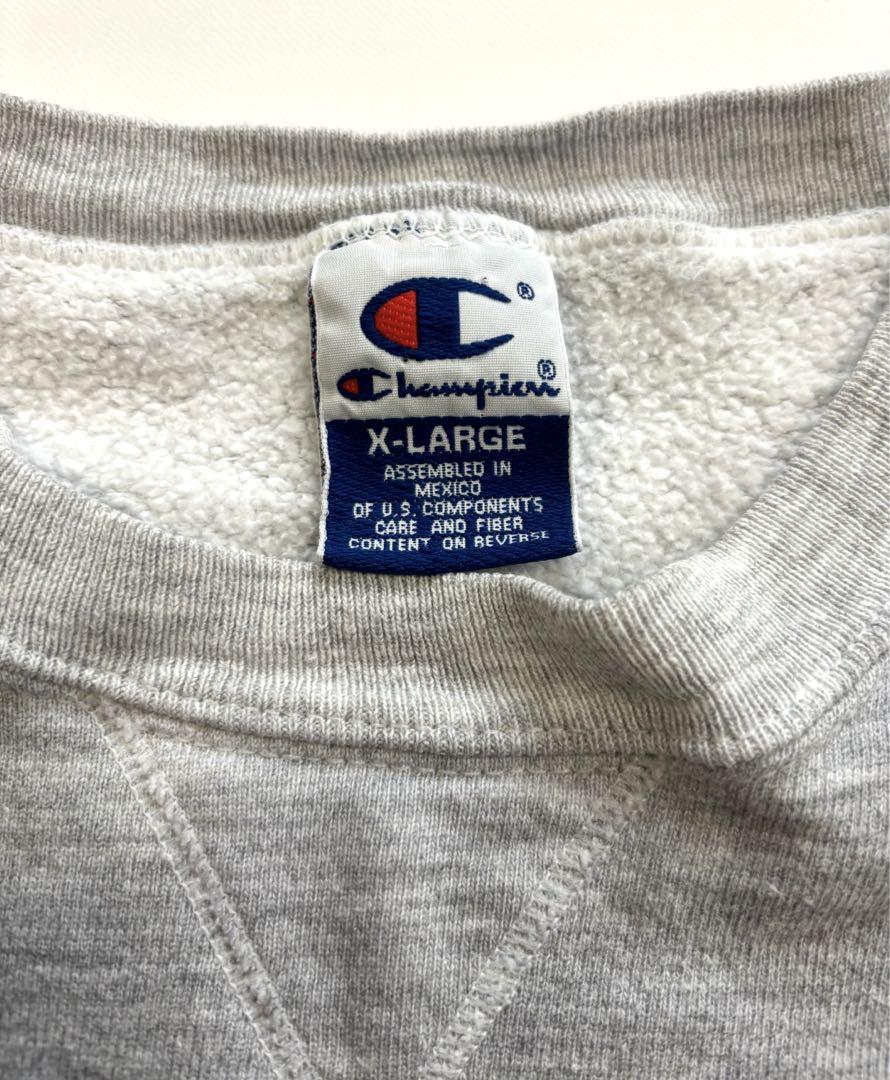 ®
Champion®
X-LARGE
ASSEMBLED IN
MEXICO
OF U.S. COMPONENTS
CARE AND FIBER
CONTENT ON REVERSE